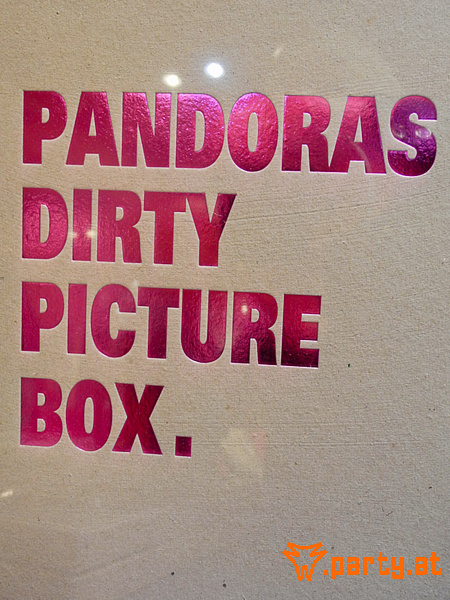 PANDORAS
DIRTY
PICTURE
BOX.
w.party.at